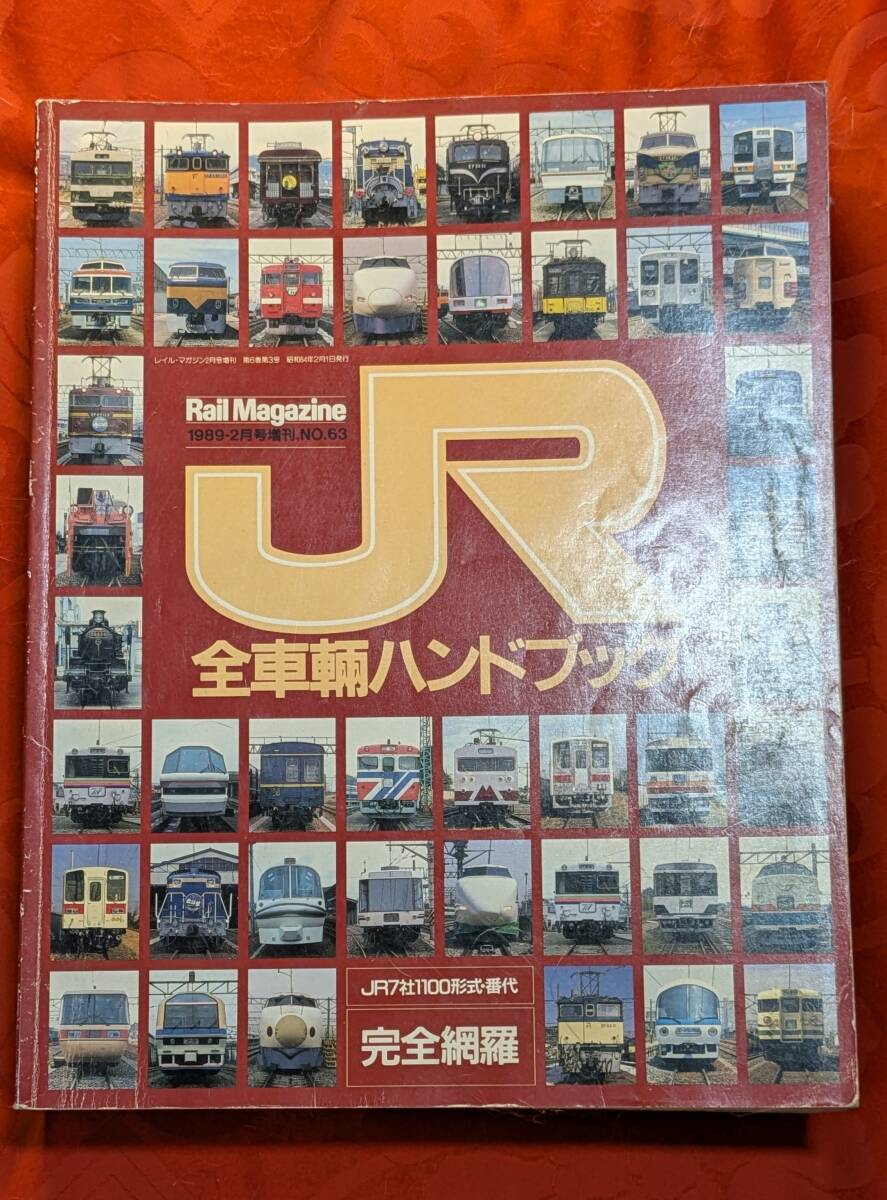 レイル・マガジン2月号増刊 第6巻第3号 昭和64年2月1日発行
Rail Magazine
1989-2月号増刊.NO.63
JR
全車輛ハンドブック
JR7社1100形式・番代
完全網羅